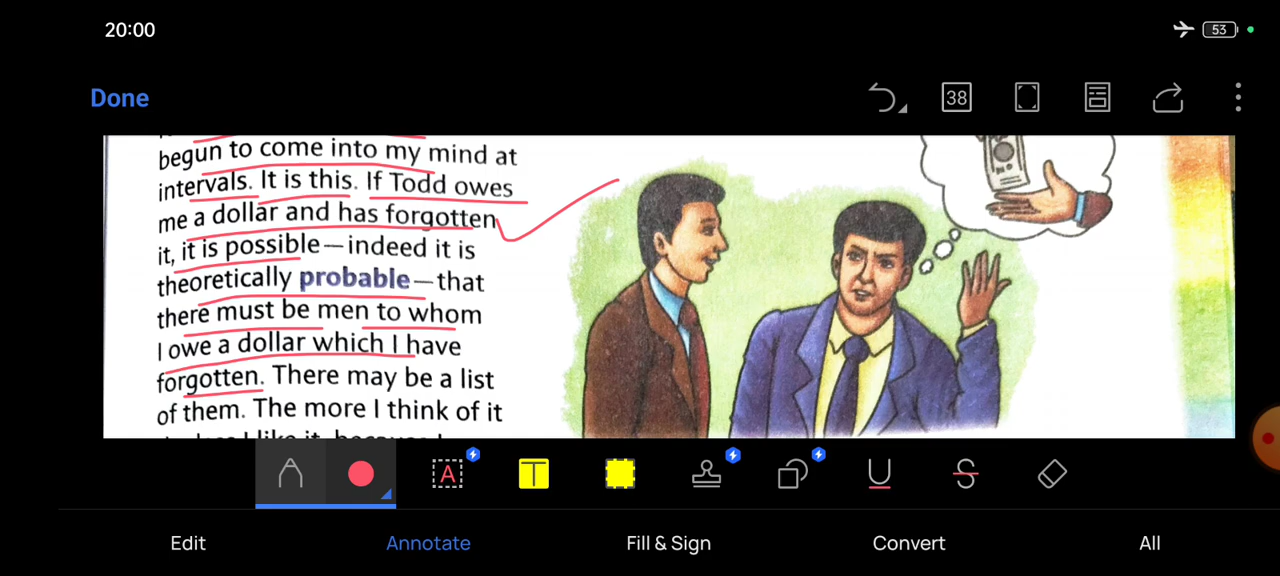 20:00
53
Done
38
begun to come into my mind at
intervals. It is this. If Todd owes
me a dollar and has forgotten
it, it is possible—indeed it is
theoretically probable—that
there must be men to whom
I owe a dollar which I have
forgotten. There may be a list
of them. The more I think of it
I like it, because I
A
T
U
S
Edit
Annotate
Fill & Sign
Convert
All